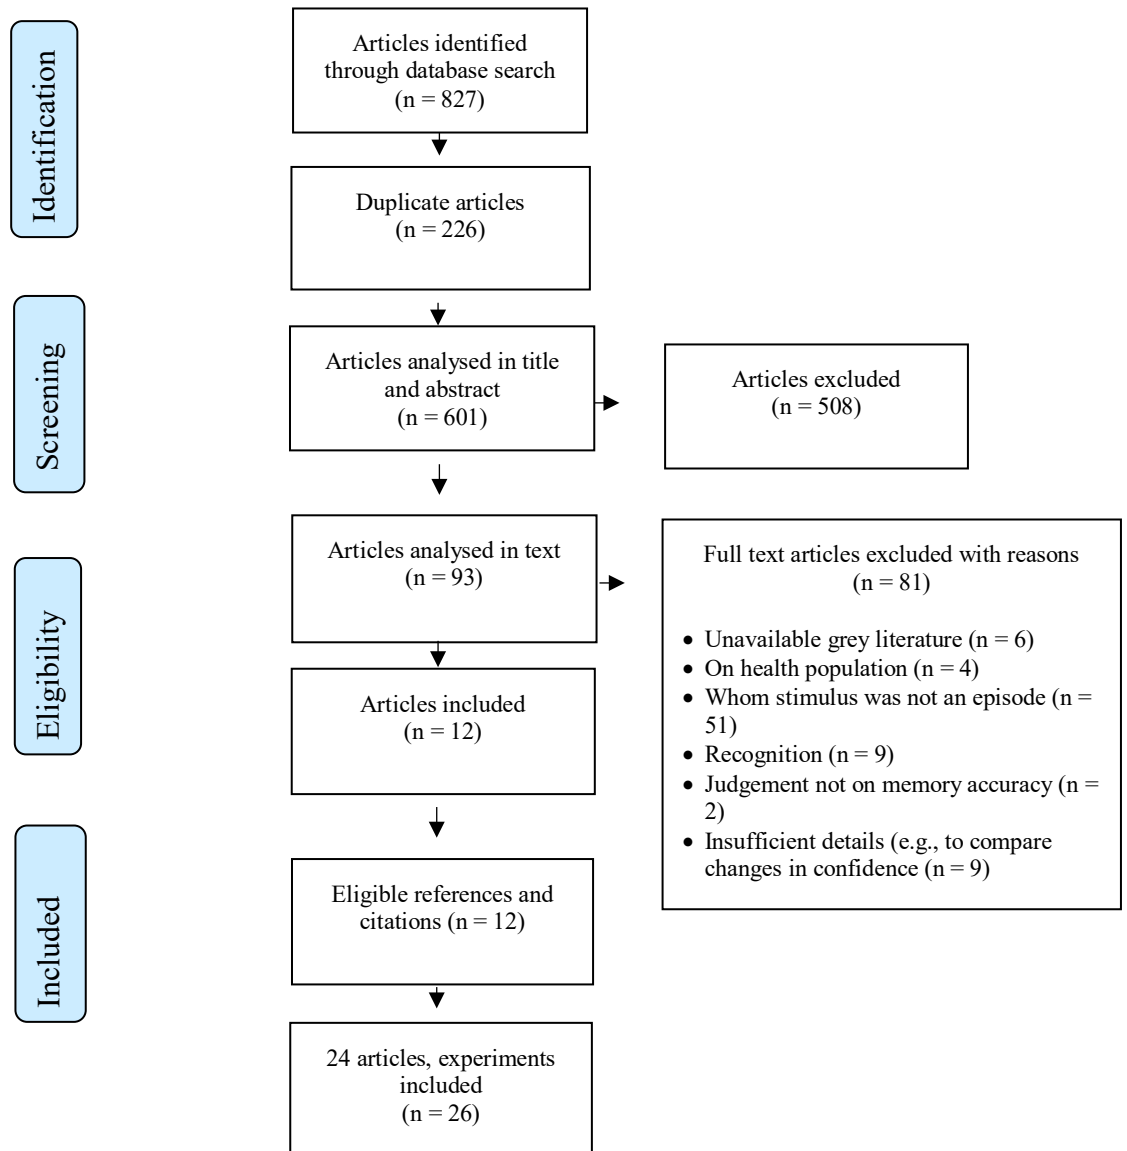 Identification
Articles identified
through database search
(n = 827)
Duplicate articles
(n = 226)
Screening
Articles analysed in title
and abstract
(n = 601)
Articles excluded
(n = 508)
Eligibility
Articles analysed in text
(n = 93)
Full text articles excluded with reasons
(n = 81)
• Unavailable grey literature (n = 6)
• On health population (n = 4)
• Whom stimulus was not an episode (n =
51)
• Recognition (n = 9)
• Judgement not on memory accuracy (n =
2)
• Insufficient details (e.g., to compare
changes in confidence (n = 9)
Articles included
(n = 12)
Included
Eligible references and
citations (n = 12)
24 articles, experiments
included
(n = 26)